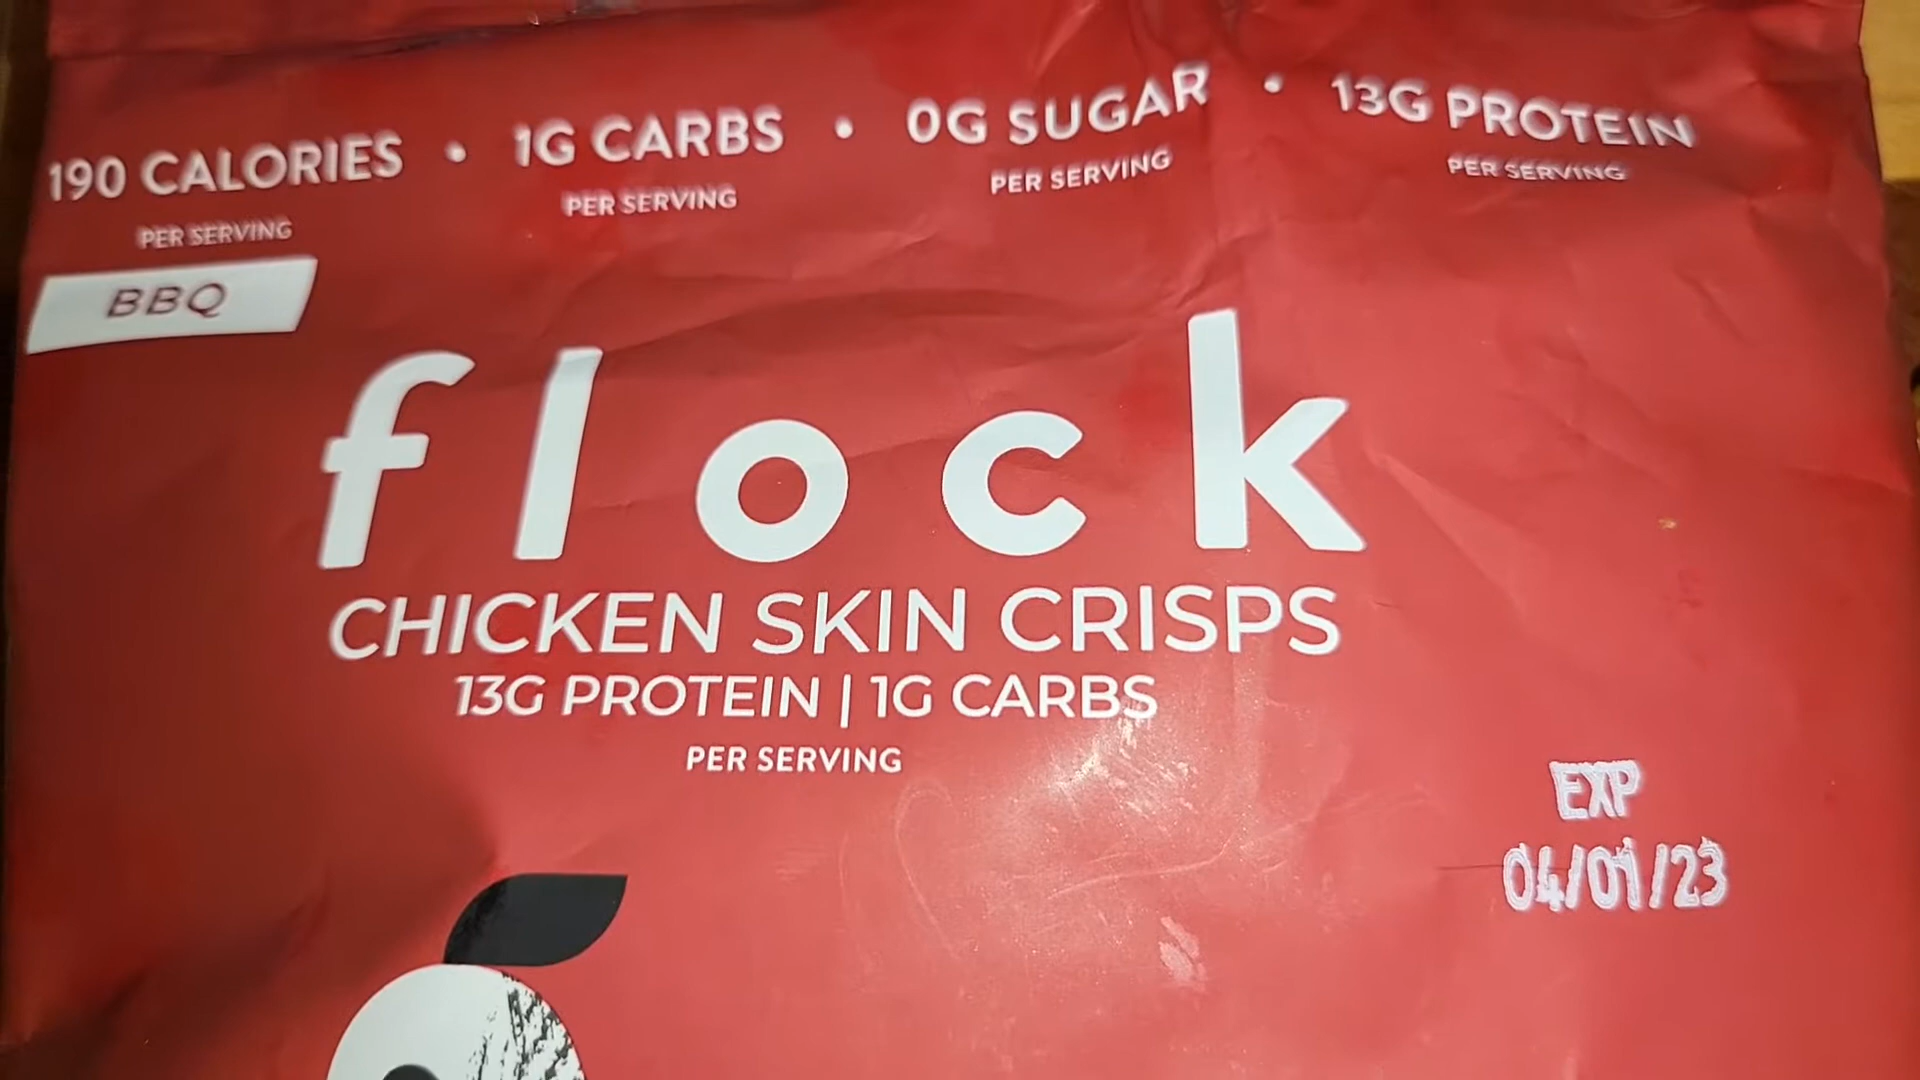 190 CALORIES • 1G CARBS • 0G SUGAR • 13G PROTEIN
PER SERVING PER SERVING PER SERVING PER SERVING
BBQ
flock
CHICKEN SKIN CRISPS
13G PROTEIN | 1G CARBS
PER SERVING
EXP
04/01/23